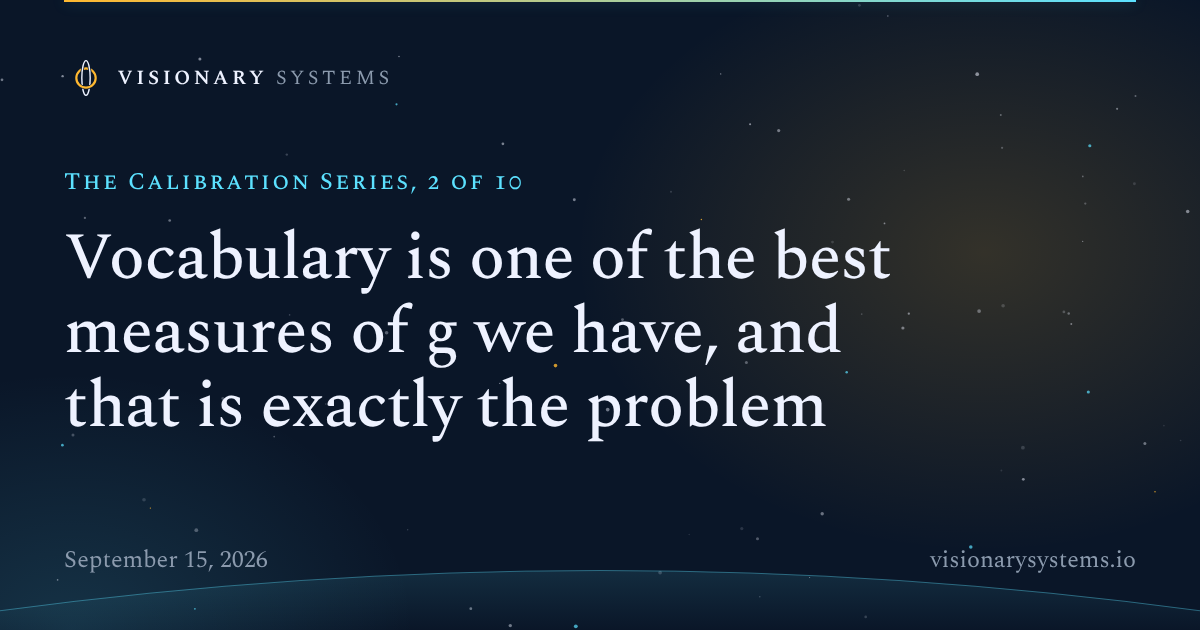 VISIONARY SYSTEMS
The Calibration Series, 2 of 10
Vocabulary is one of the best
measures of g we have, and
that is exactly the problem
September 15, 2026
visionarysystems.io